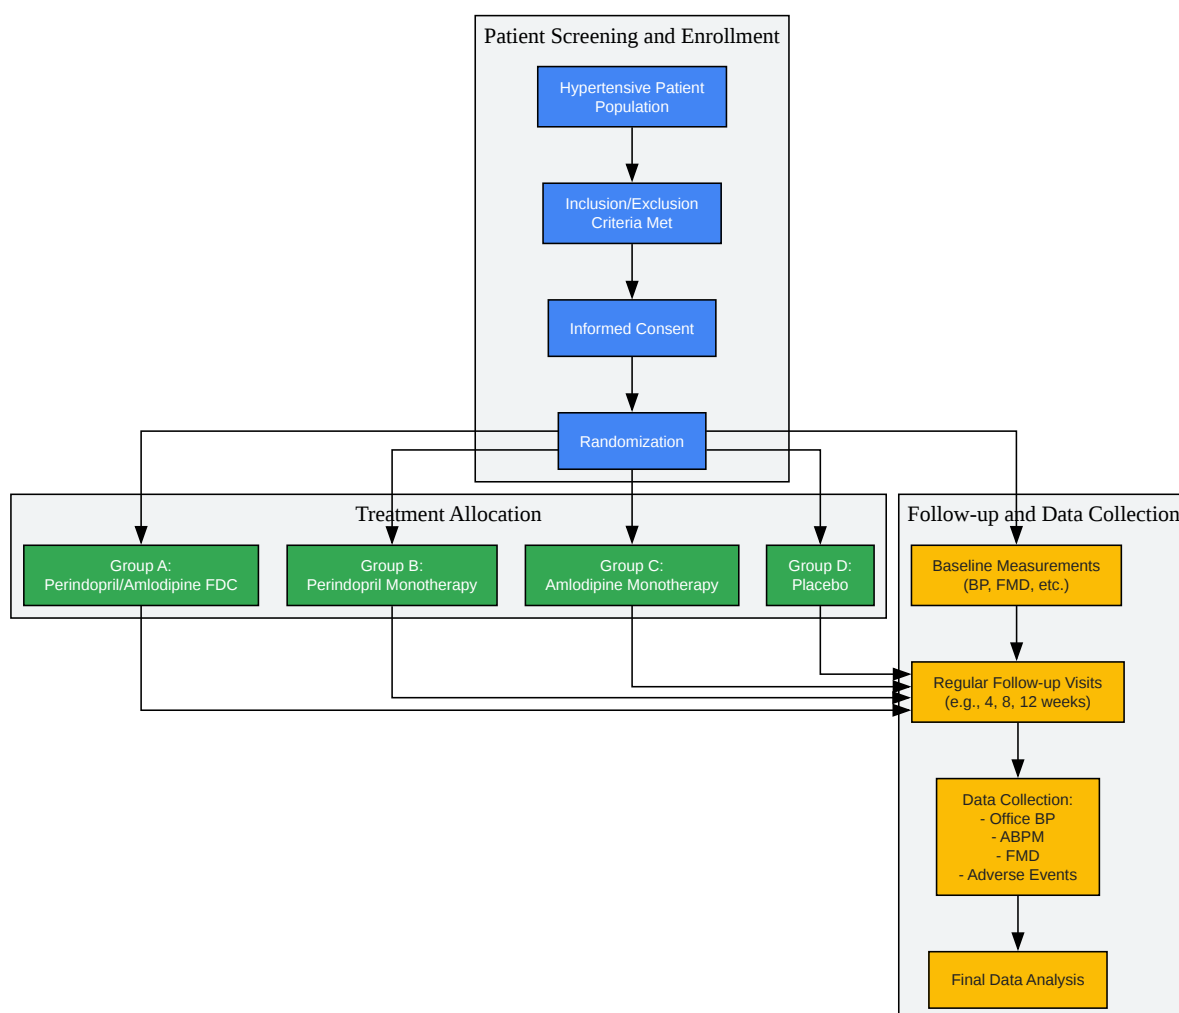 Patient Screening and Enrollment
Hypertensive Patient
Population
Inclusion/Exclusion
Criteria Met
Informed Consent
Randomization
Treatment Allocation
Group A:
Perindopril/Amlodipine FDC
Group B:
Perindopril Monotherapy
Group C:
Amlodipine Monotherapy
Group D:
Placebo
Follow-up and Data Collection
Baseline Measurements
(BP, FMD, etc.)
Regular Follow-up Visits
(e.g., 4, 8, 12 weeks)
Data Collection:
- Office BP
- ABPM
- FMD
- Adverse Events
Final Data Analysis